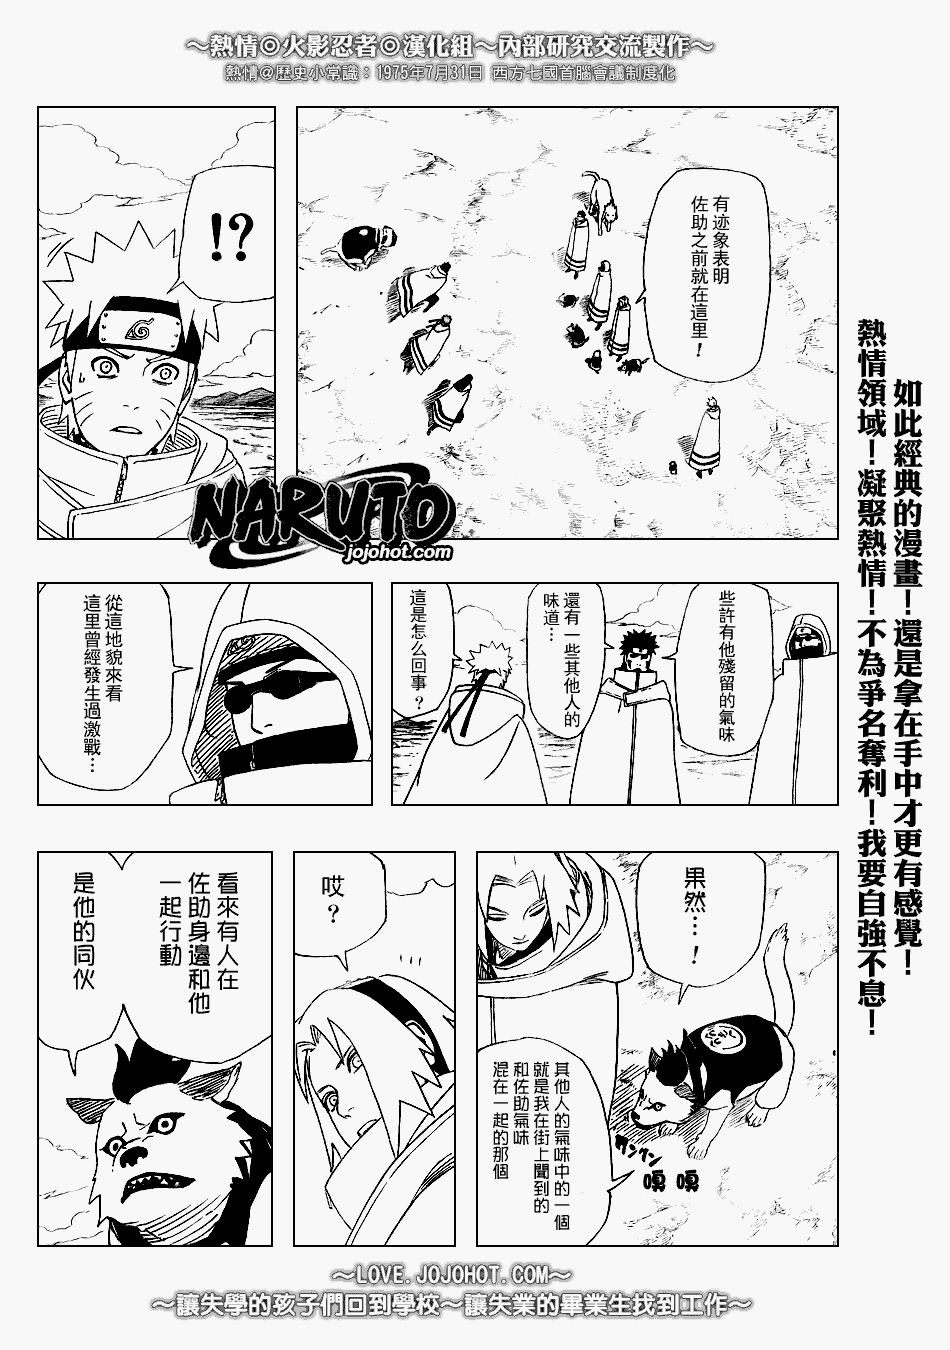 ～熱情◎火影忍者◎漢化組～內部研究交流製作～
熱情@歷史小常識：1975年7月31日 西方七國首腦會議制度化
有迹象表明
佐助之前就在這里！
!?
NARUTO
jojohot.com
些許有他殘留的氣味
還有一些其他人的
味道…
這是怎么回事？
從這地貌來看
這里曾經發生過激戰…
果然…！
其他人的氣味中的一個
就是我在街上聞到的
和佐助氣味
混在一起的那個
クンクン
嗅 嗅
哎？
看來有人在
佐助身邊和他
一起行動
是他的同伙
如此經典的漫畫！還是拿在手中才更有感覺！
熱情領域！凝聚熱情！不為爭名奪利！我要自強不息！
～LOVE.JOJOHOT.COM～
～讓失學的孩子們回到學校～讓失業的畢業生找到工作～